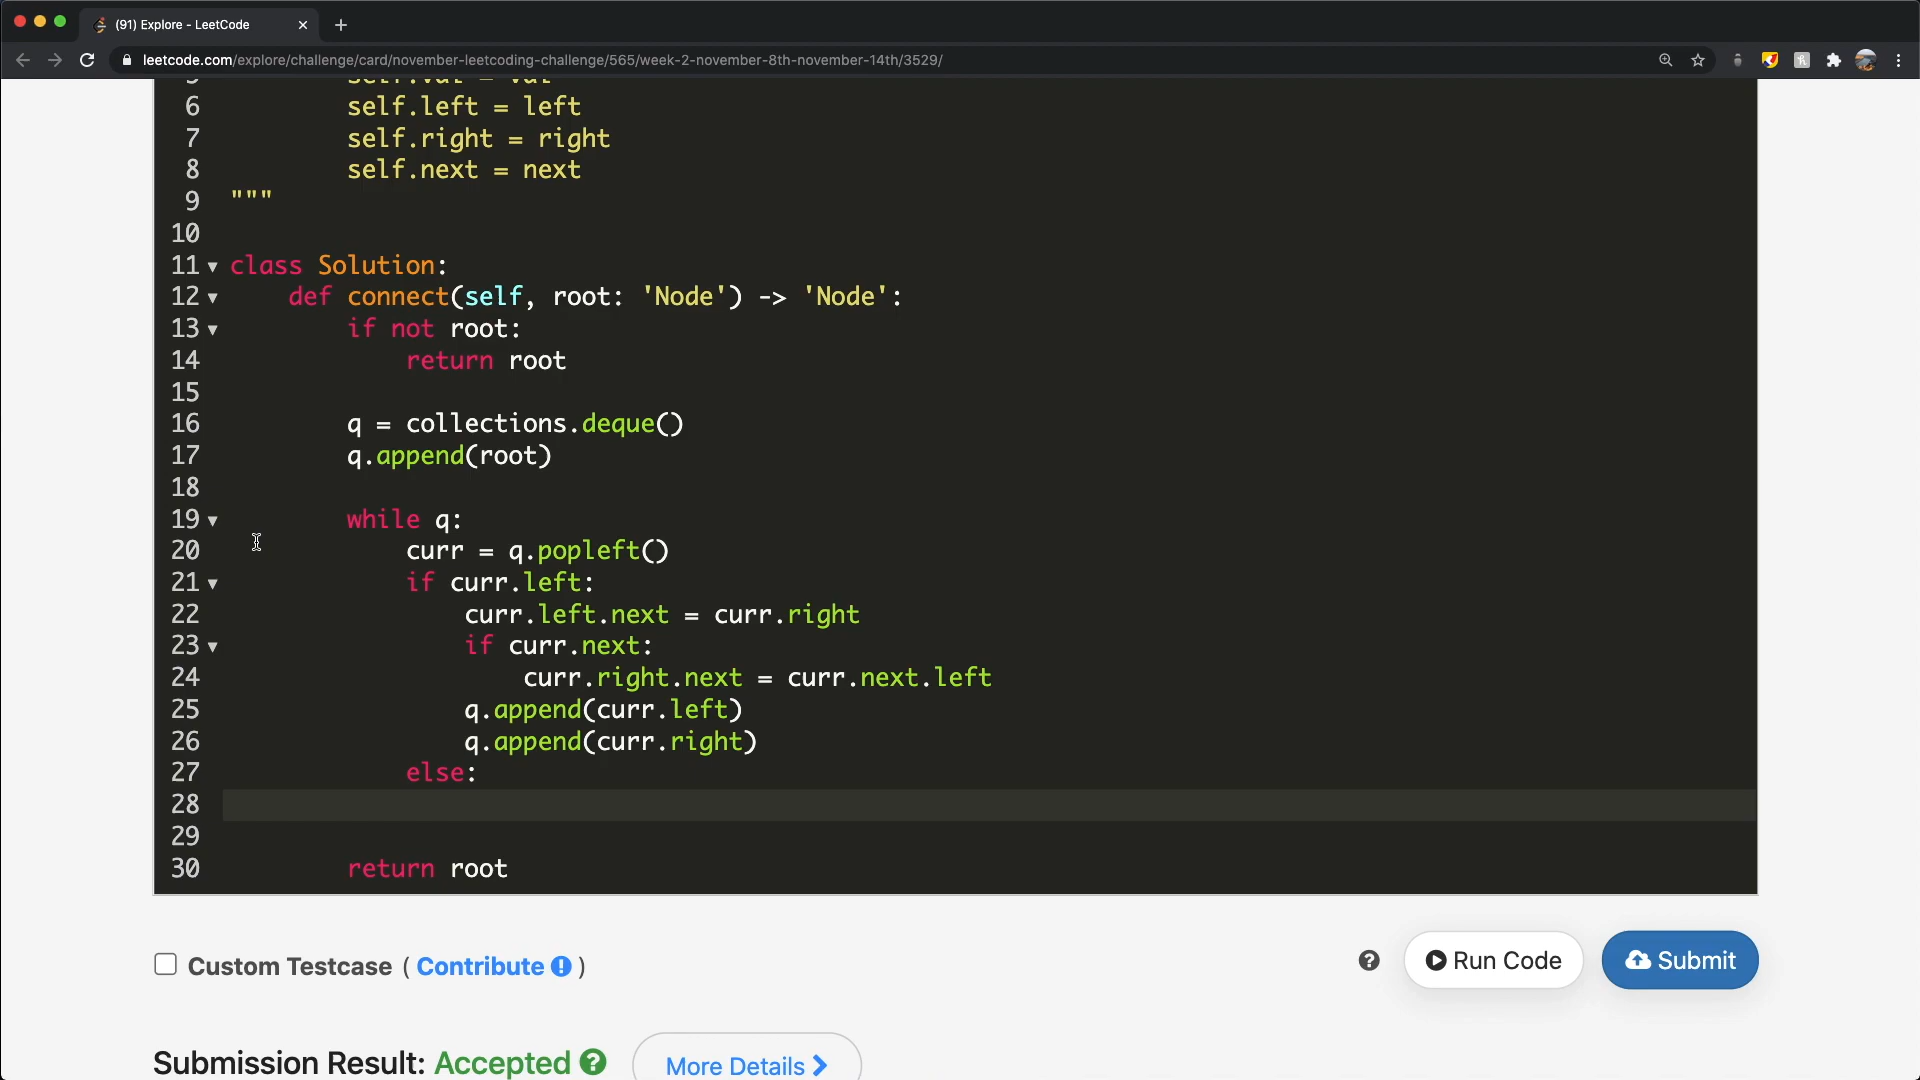 (91) Explore - LeetCode
leetcode.com/explore/challenge/card/november-leetcoding-challenge/565/week-2-november-8th-november-14th/3529/
5 self.val = val
6 self.left = left
7 self.right = right
8 self.next = next
9 """
10
11 class Solution:
12 def connect(self, root: 'Node') -> 'Node':
13 if not root:
14 return root
15
16 q = collections.deque()
17 q.append(root)
18
19 while q:
20 curr = q.popleft()
21 if curr.left:
22 curr.left.next = curr.right
23 if curr.next:
24 curr.right.next = curr.next.left
25 q.append(curr.left)
26 q.append(curr.right)
27 else:
28
29
30 return root
Custom Testcase ( Contribute ! )
? Run Code Submit
Submission Result: Accepted ? More Details